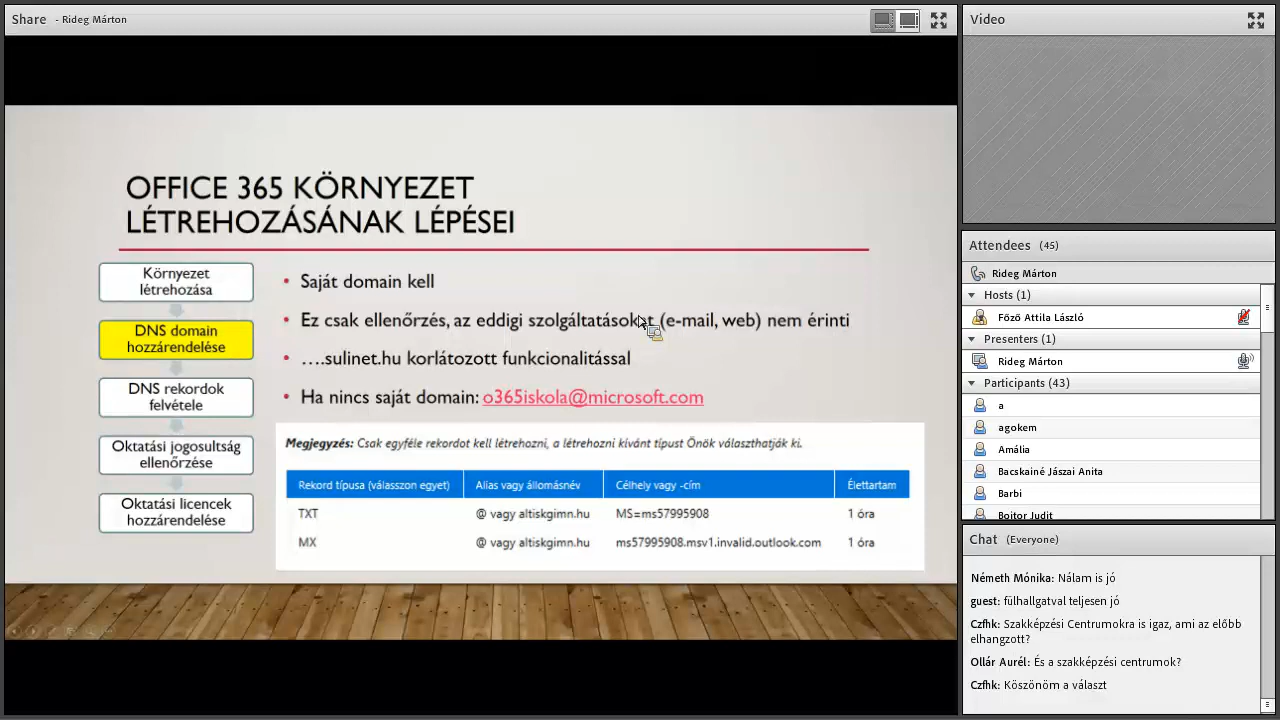 Share - Rideg Márton
OFFICE 365 KÖRNYEZET
LÉTREHOZÁSÁNAK LÉPÉSEI
Környezet
létrehozása
DNS domain
hozzárendelése
DNS rekordok
felvétele
Oktatási jogosultság
ellenőrzése
Oktatási licencek
hozzárendelése
• Saját domain kell
• Ez csak ellenőrzés, az eddigi szolgáltatásokat (e-mail, web) nem érinti
• ….sulinet.hu korlátozott funkcionalitással
• Ha nincs saját domain: o365iskola@microsoft.com
Megjegyzés: Csak egyféle rekordot kell létrehozni, a létrehozni kívánt típust Önök választhatják ki.
Rekord típusa (válasszon egyet) Alias vagy állomásnév Célhely vagy -cím Élettartam
TXT @ vagy altiskgimn.hu MS=ms57995908 1 óra
MX @ vagy altiskgimn.hu ms57995908.msv1.invalid.outlook.com 1 óra
Video
Attendees (45)
Rideg Márton
Hosts (1)
Főző Attila László
Presenters (1)
Rideg Márton
Participants (43)
a
agokem
Amália
Bacskainé Jászai Anita
Barbi
Boitor Judit
Chat (Everyone)
Németh Mónika: Nálam is jó
guest: fülhallgatval teljesen jó
Czfhk: Szakképzési Centrumokra is igaz, ami az előbb
elhangzott?
Ollár Aurél: És a szakképzési centrumok?
Czfhk: Köszönöm a választ